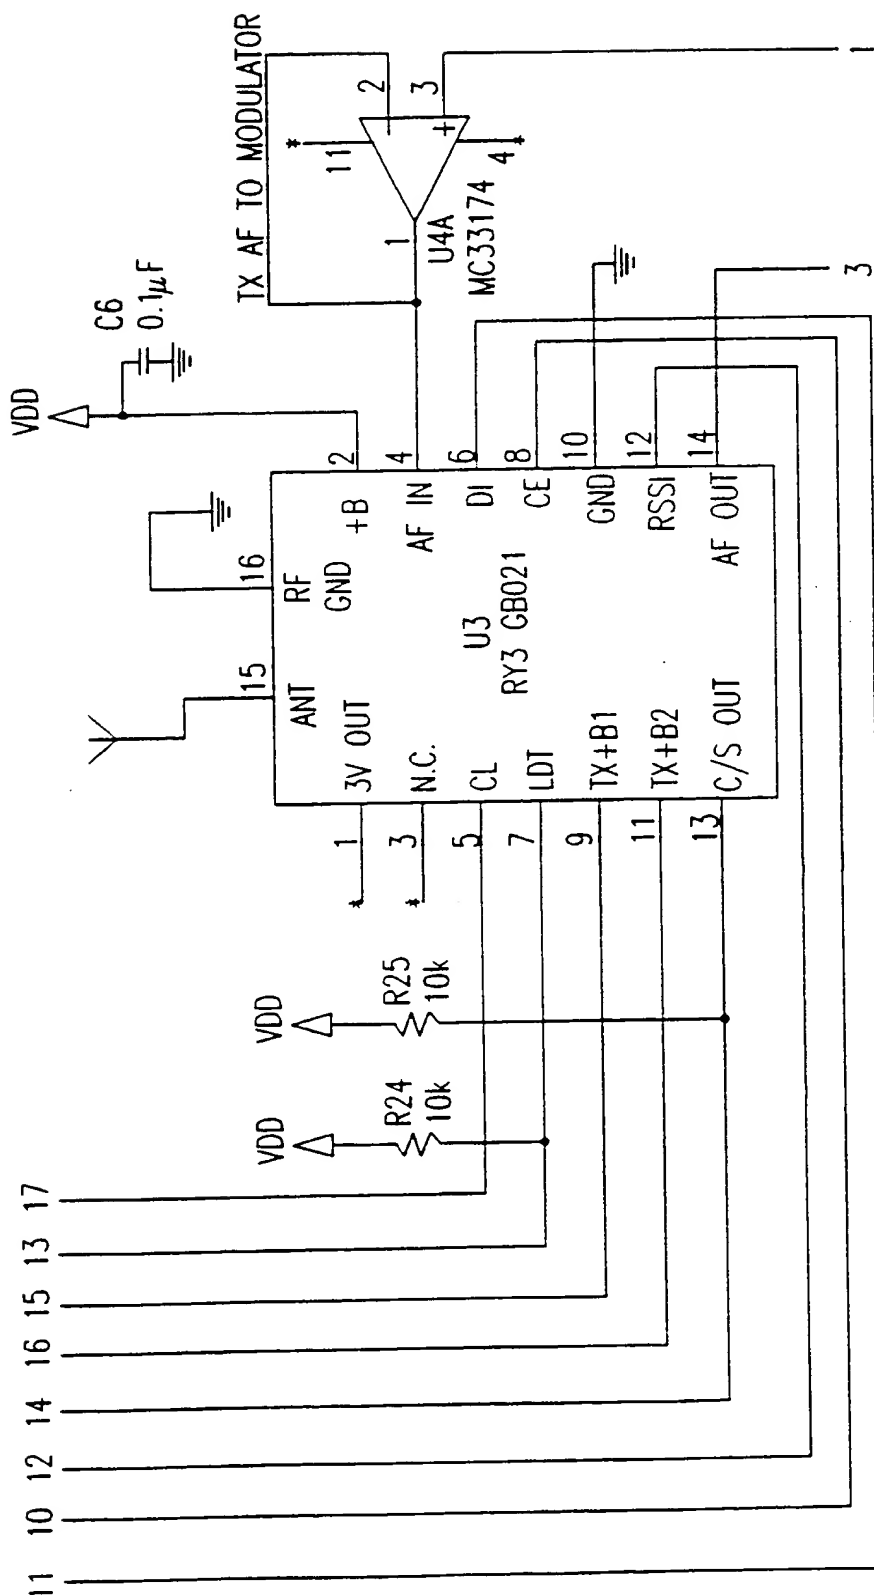 TX AF TO MODULATOR
2
3
11
4
1
U4A
MC33174
1
C6
0.1µF
VDD
3
2
4
6
8
10
12
14
16
15
+B
AF IN
DI
CE
GND
RSSI
AF OUT
RF
GND
ANT
U3
RY3 GB021
3V OUT
N.C.
CL
LDT
TX+B1
TX+B2
C/S OUT
1
3
5
7
9
11
13
VDD
R25
10k
VDD
R24
10k
17
13
15
16
14
12
10
11